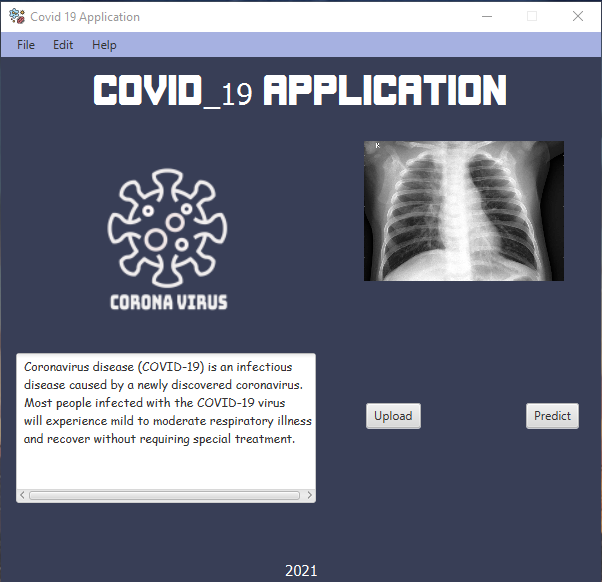 Covid 19 Application
File Edit Help
COVID_19 APPLICATION
CORONA VIRUS
Coronavirus disease (COVID-19) is an infectious
disease caused by a newly discovered coronavirus.
Most people infected with the COVID-19 virus
will experience mild to moderate respiratory illness
and recover without requiring special treatment.
Upload Predict
2021